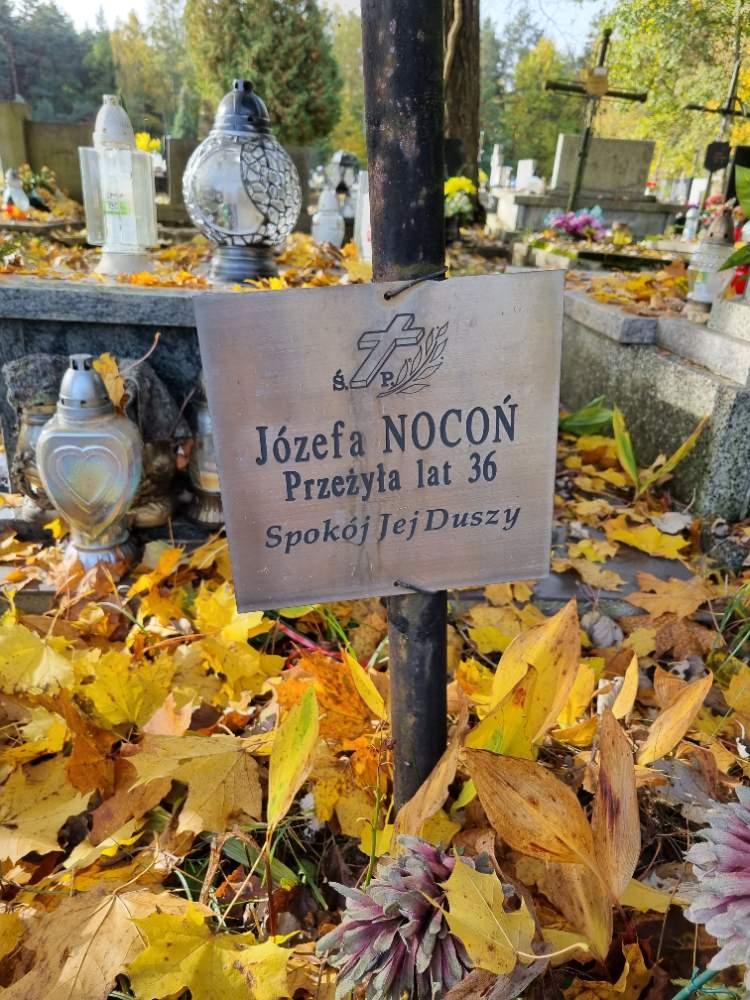 Ś. P.
Józefa NOCOŃ
Przeżyła lat 36
Spokój Jej Duszy